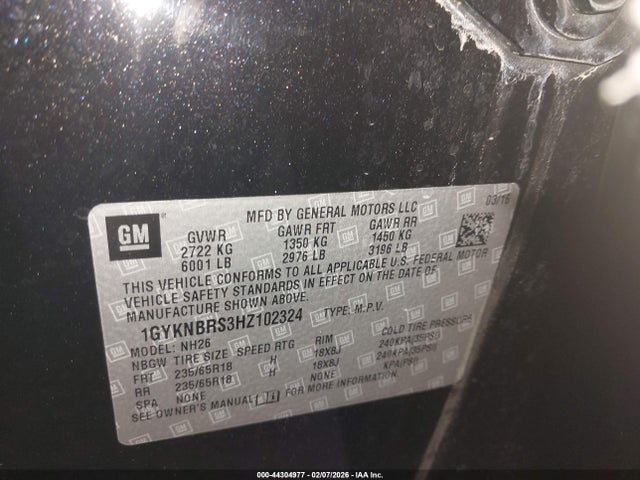 GM
MFD BY GENERAL MOTORS LLC 03/16
GVWR GAWR FRT GAWR RR
2722 KG 1350 KG 1450 KG
6001 LB 2976 LB 3196 LB
THIS VEHICLE CONFORMS TO ALL APPLICABLE U.S. FEDERAL MOTOR
VEHICLE SAFETY STANDARDS IN EFFECT ON THE DATE OF
MANUFACTURE SHOWN ABOVE.
1GYKNBRS3HZ102324 TYPE: M.P.V.
MODEL: NH26
NBGW TIRE SIZE SPEED RTG RIM COLD TIRE PRESSURE
FRT 235/65R18 H 18X8J 240KPA(35PSI)
RR 235/65R18 H 18X8J 240KPA(35PSI)
SPA NONE NONE KPA(PSI)
SEE OWNER'S MANUAL FOR MORE INFORMATION
000-44304977 — 02/07/2026 — IAA Inc.